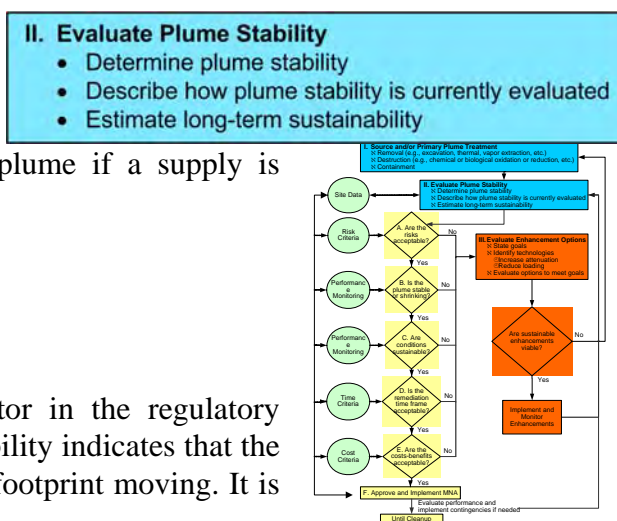 II. Evaluate Plume Stability
• Determine plume stability
• Describe how plume stability is currently evaluated
• Estimate long-term sustainability
plume if a supply is
tor in the regulatory
bility indicates that the
footprint moving. It is
I. Source and/or Primary Plume Treatment
Removal (e.g., excavation, thermal, vapor extraction, etc.)
Destruction (e.g., chemical or biological oxidation or reduction, etc.)
Containment
II. Evaluate Plume Stability
Determine plume stability
Describe how plume stability is currently evaluated
Estimate long-term sustainability
Site Data
Risk
Criteria
A. Are the
risks
acceptable?
No
Yes
III. Evaluate Enhancement Options
State goals
Identify technologies
Increase attenuation
Reduce loading
Evaluate options to meet goals
Performanc
e
Monitoring
B. Is the
plume stable
or shrinking?
No
Yes
Performanc
e
Monitoring
C. Are
conditions
sustainable?
No
Yes
Are sustainable
enhancements
viable?
No
Yes
Time
Criteria
D. Is the
remediation
time frame
acceptable?
No
Yes
Implement and
Monitor
Enhancements
Cost
Criteria
E. Are the
costs-benefits
acceptable?
No
Yes
F. Approve and Implement MNA
Evaluate performance and
implement contingencies if needed
Until Cleanup